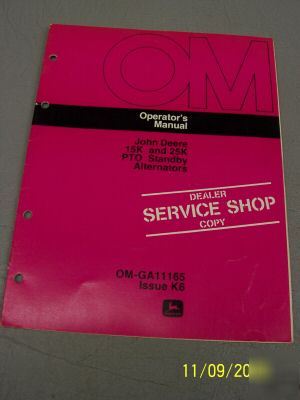 OM
Operator's
Manual
John Deere
15K and 25K
PTO Standby
Alternators
DEALER
SERVICE SHOP
COPY
OM-GA11165
Issue K6
11/09/20